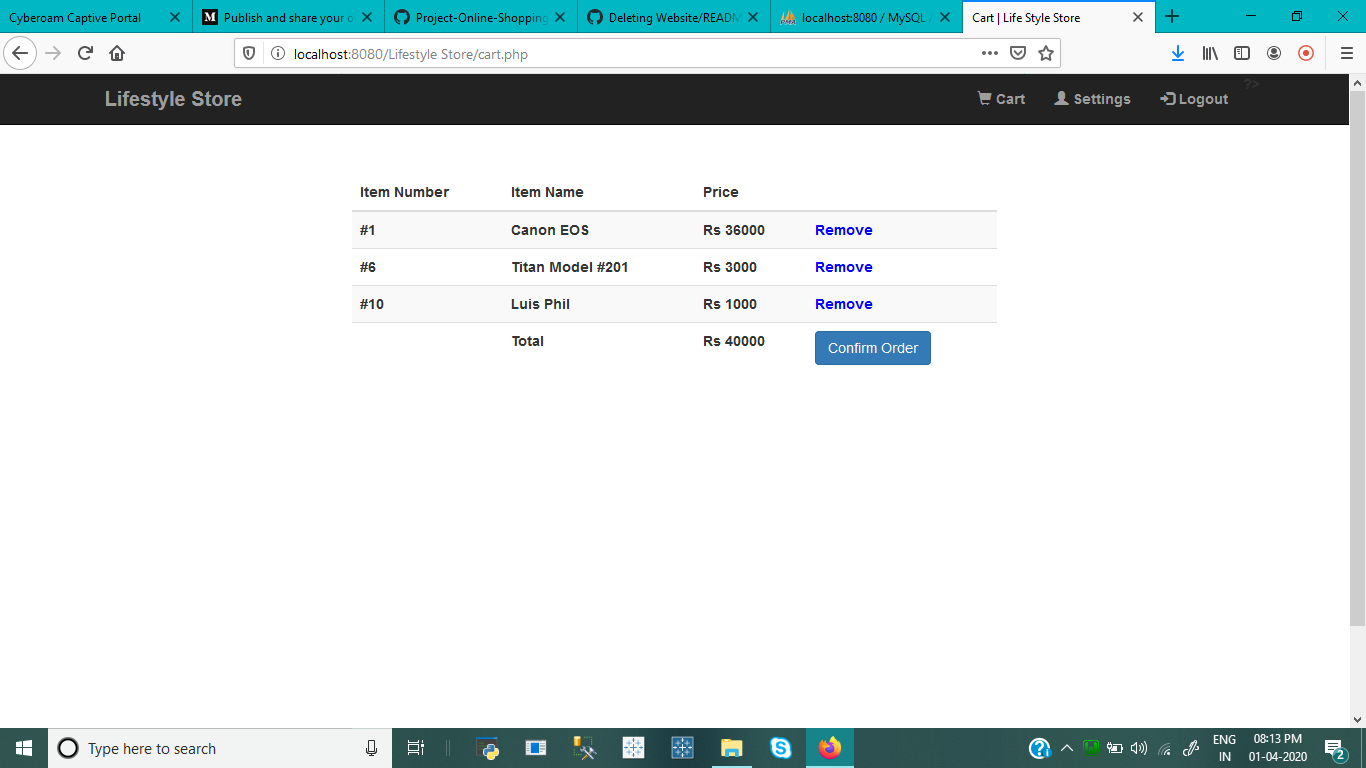 Cyberoam Captive Portal
Publish and share your o
Project-Online-Shopping
Deleting Website/READM
localhost:8080 / MySQL /
Cart | Life Style Store
localhost:8080/Lifestyle Store/cart.php
Lifestyle Store
Cart
Settings
Logout
?>
Item Number Item Name Price
#1 Canon EOS Rs 36000 Remove
#6 Titan Model #201 Rs 3000 Remove
#10 Luis Phil Rs 1000 Remove
Total Rs 40000 Confirm Order
Type here to search
ENG
IN
08:13 PM
01-04-2020
2